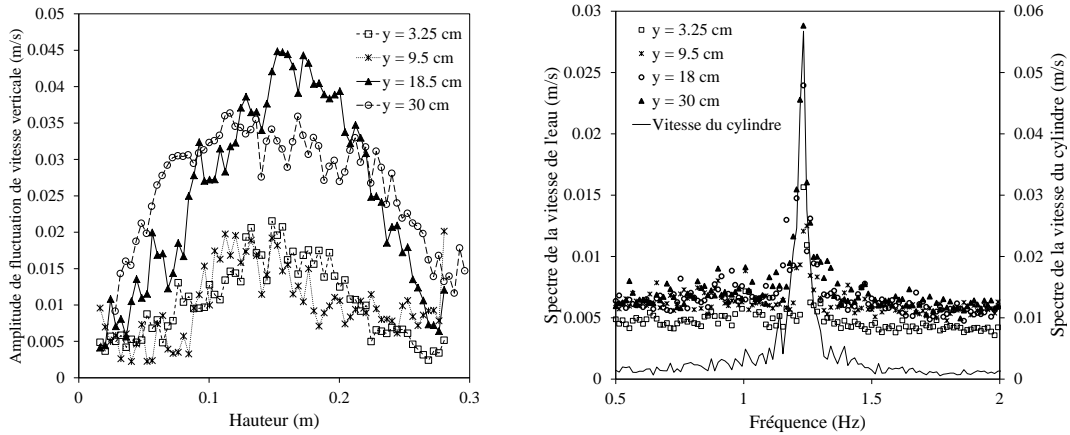 Amplitude de fluctuation de vitesse verticale (m/s)
0.05
0.045
0.04
0.035
0.03
0.025
0.02
0.015
0.01
0.005
0
0
0.1
0.2
0.3
Hauteur (m)
y = 3.25 cm
y = 9.5 cm
y = 18.5 cm
y = 30 cm
Spectre de la vitesse de l'eau (m/s)
0.03
0.025
0.02
0.015
0.01
0.005
0
0.5
1
1.5
2
Fréquence (Hz)
y = 3.25 cm
y = 9.5 cm
y = 18 cm
y = 30 cm
Vitesse du cylindre
0.06
0.05
0.04
0.03
0.02
0.01
0
Spectre de la vitesse du cylindre (m/s)